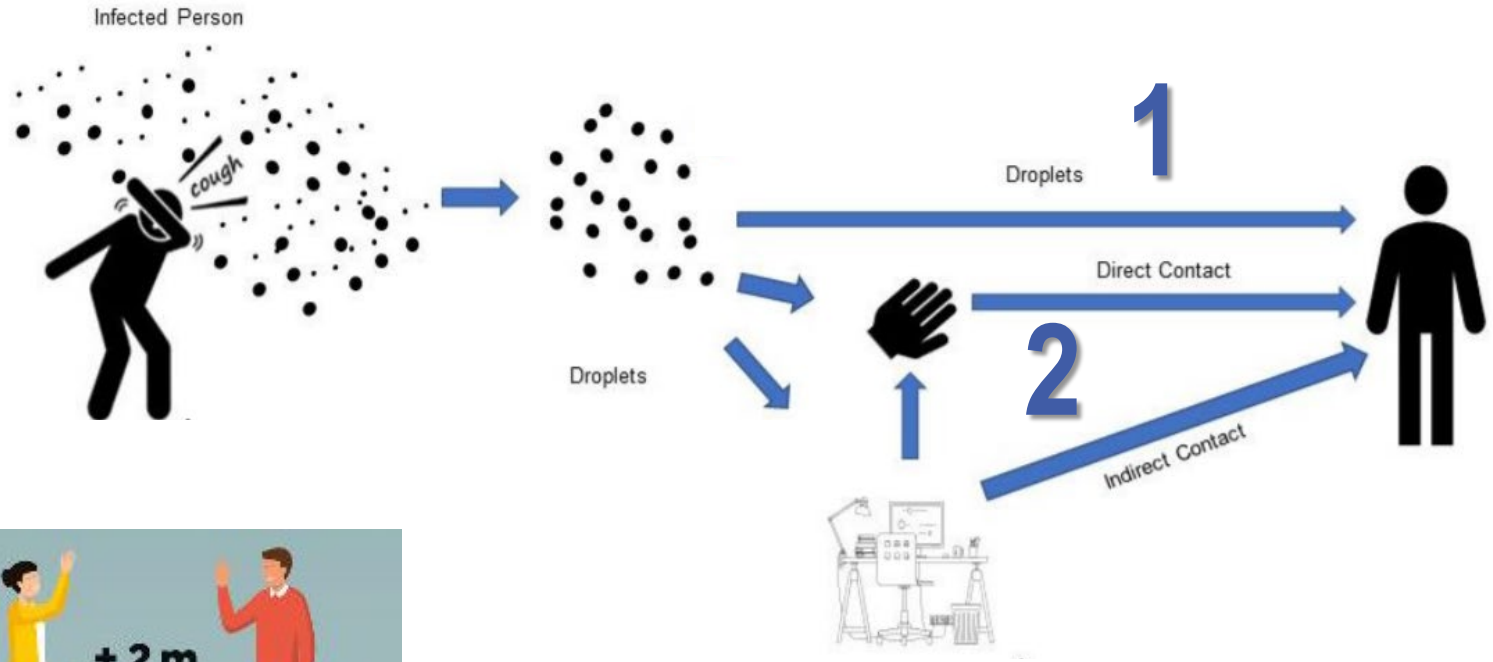 Infected Person
cough
1
Droplets
Direct Contact
2
Droplets
Indirect Contact
+ 2 m